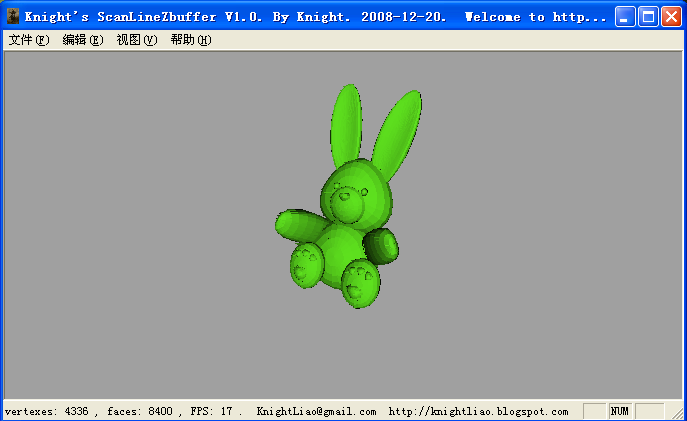 Knight's ScanLineZbuffer V1.0. By Knight. 2008-12-20.  Welcome to http...
文件(F) 编辑(E) 视图(V) 帮助(H)
vertexes: 4336 , faces: 8400 , FPS: 17 .  KnightLiao@gmail.com  http://knightliao.blogspot.com NUM